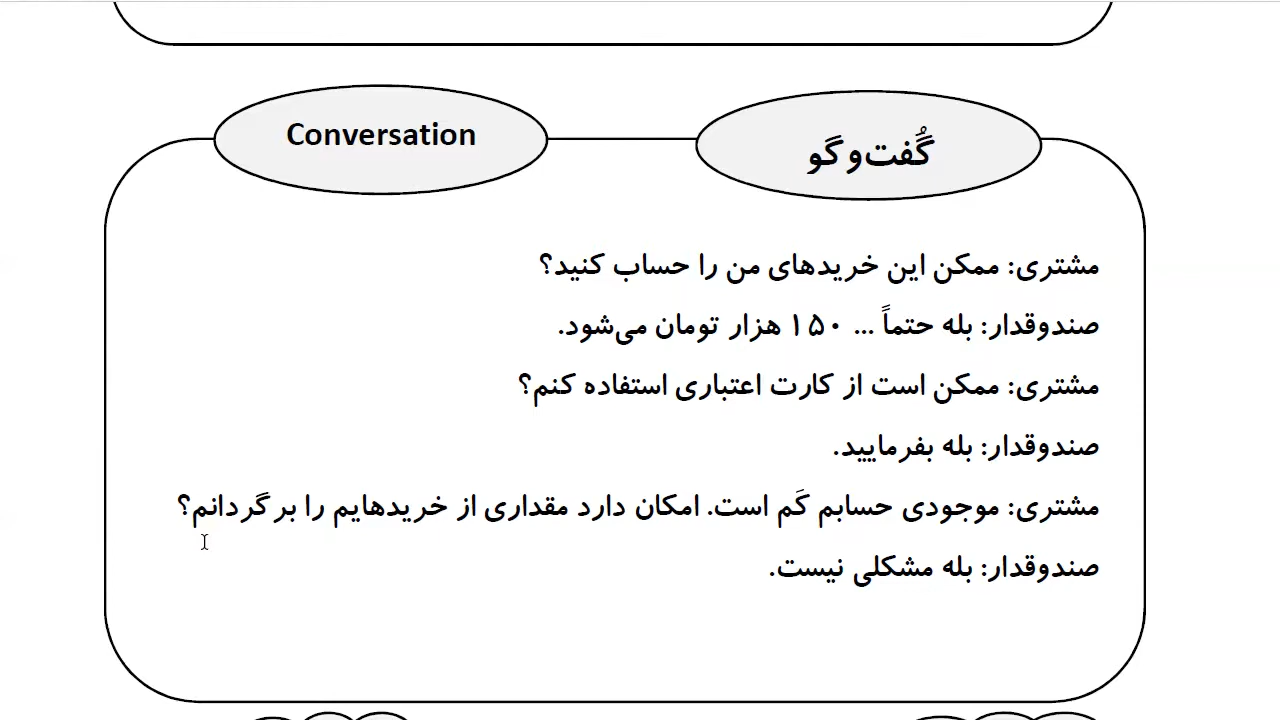 Conversation
گُفت‌و‌گو
مشتری: ممکن این خریدهای من را حساب کنید؟
صندوقدار: بله حتماً ... ۱۵۰ هزار تومان می‌شود.
مشتری: ممکن است از کارت اعتباری استفاده کنم؟
صندوقدار: بله بفرمایید.
مشتری: موجودی حسابم کَم است. امکان دارد مقداری از خریدهایم را برگردانم؟
صندوقدار: بله مشکلی نیست.